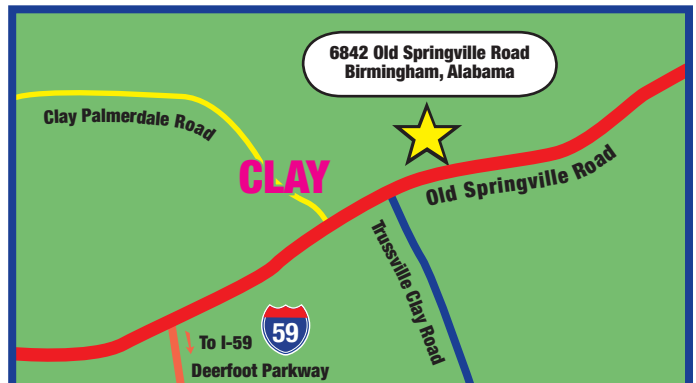 6842 Old Springville Road
Birmingham, Alabama
Clay Palmerdale Road
CLAY
Old Springville Road
Trussville Clay Road
59
To I-59
Deerfoot Parkway